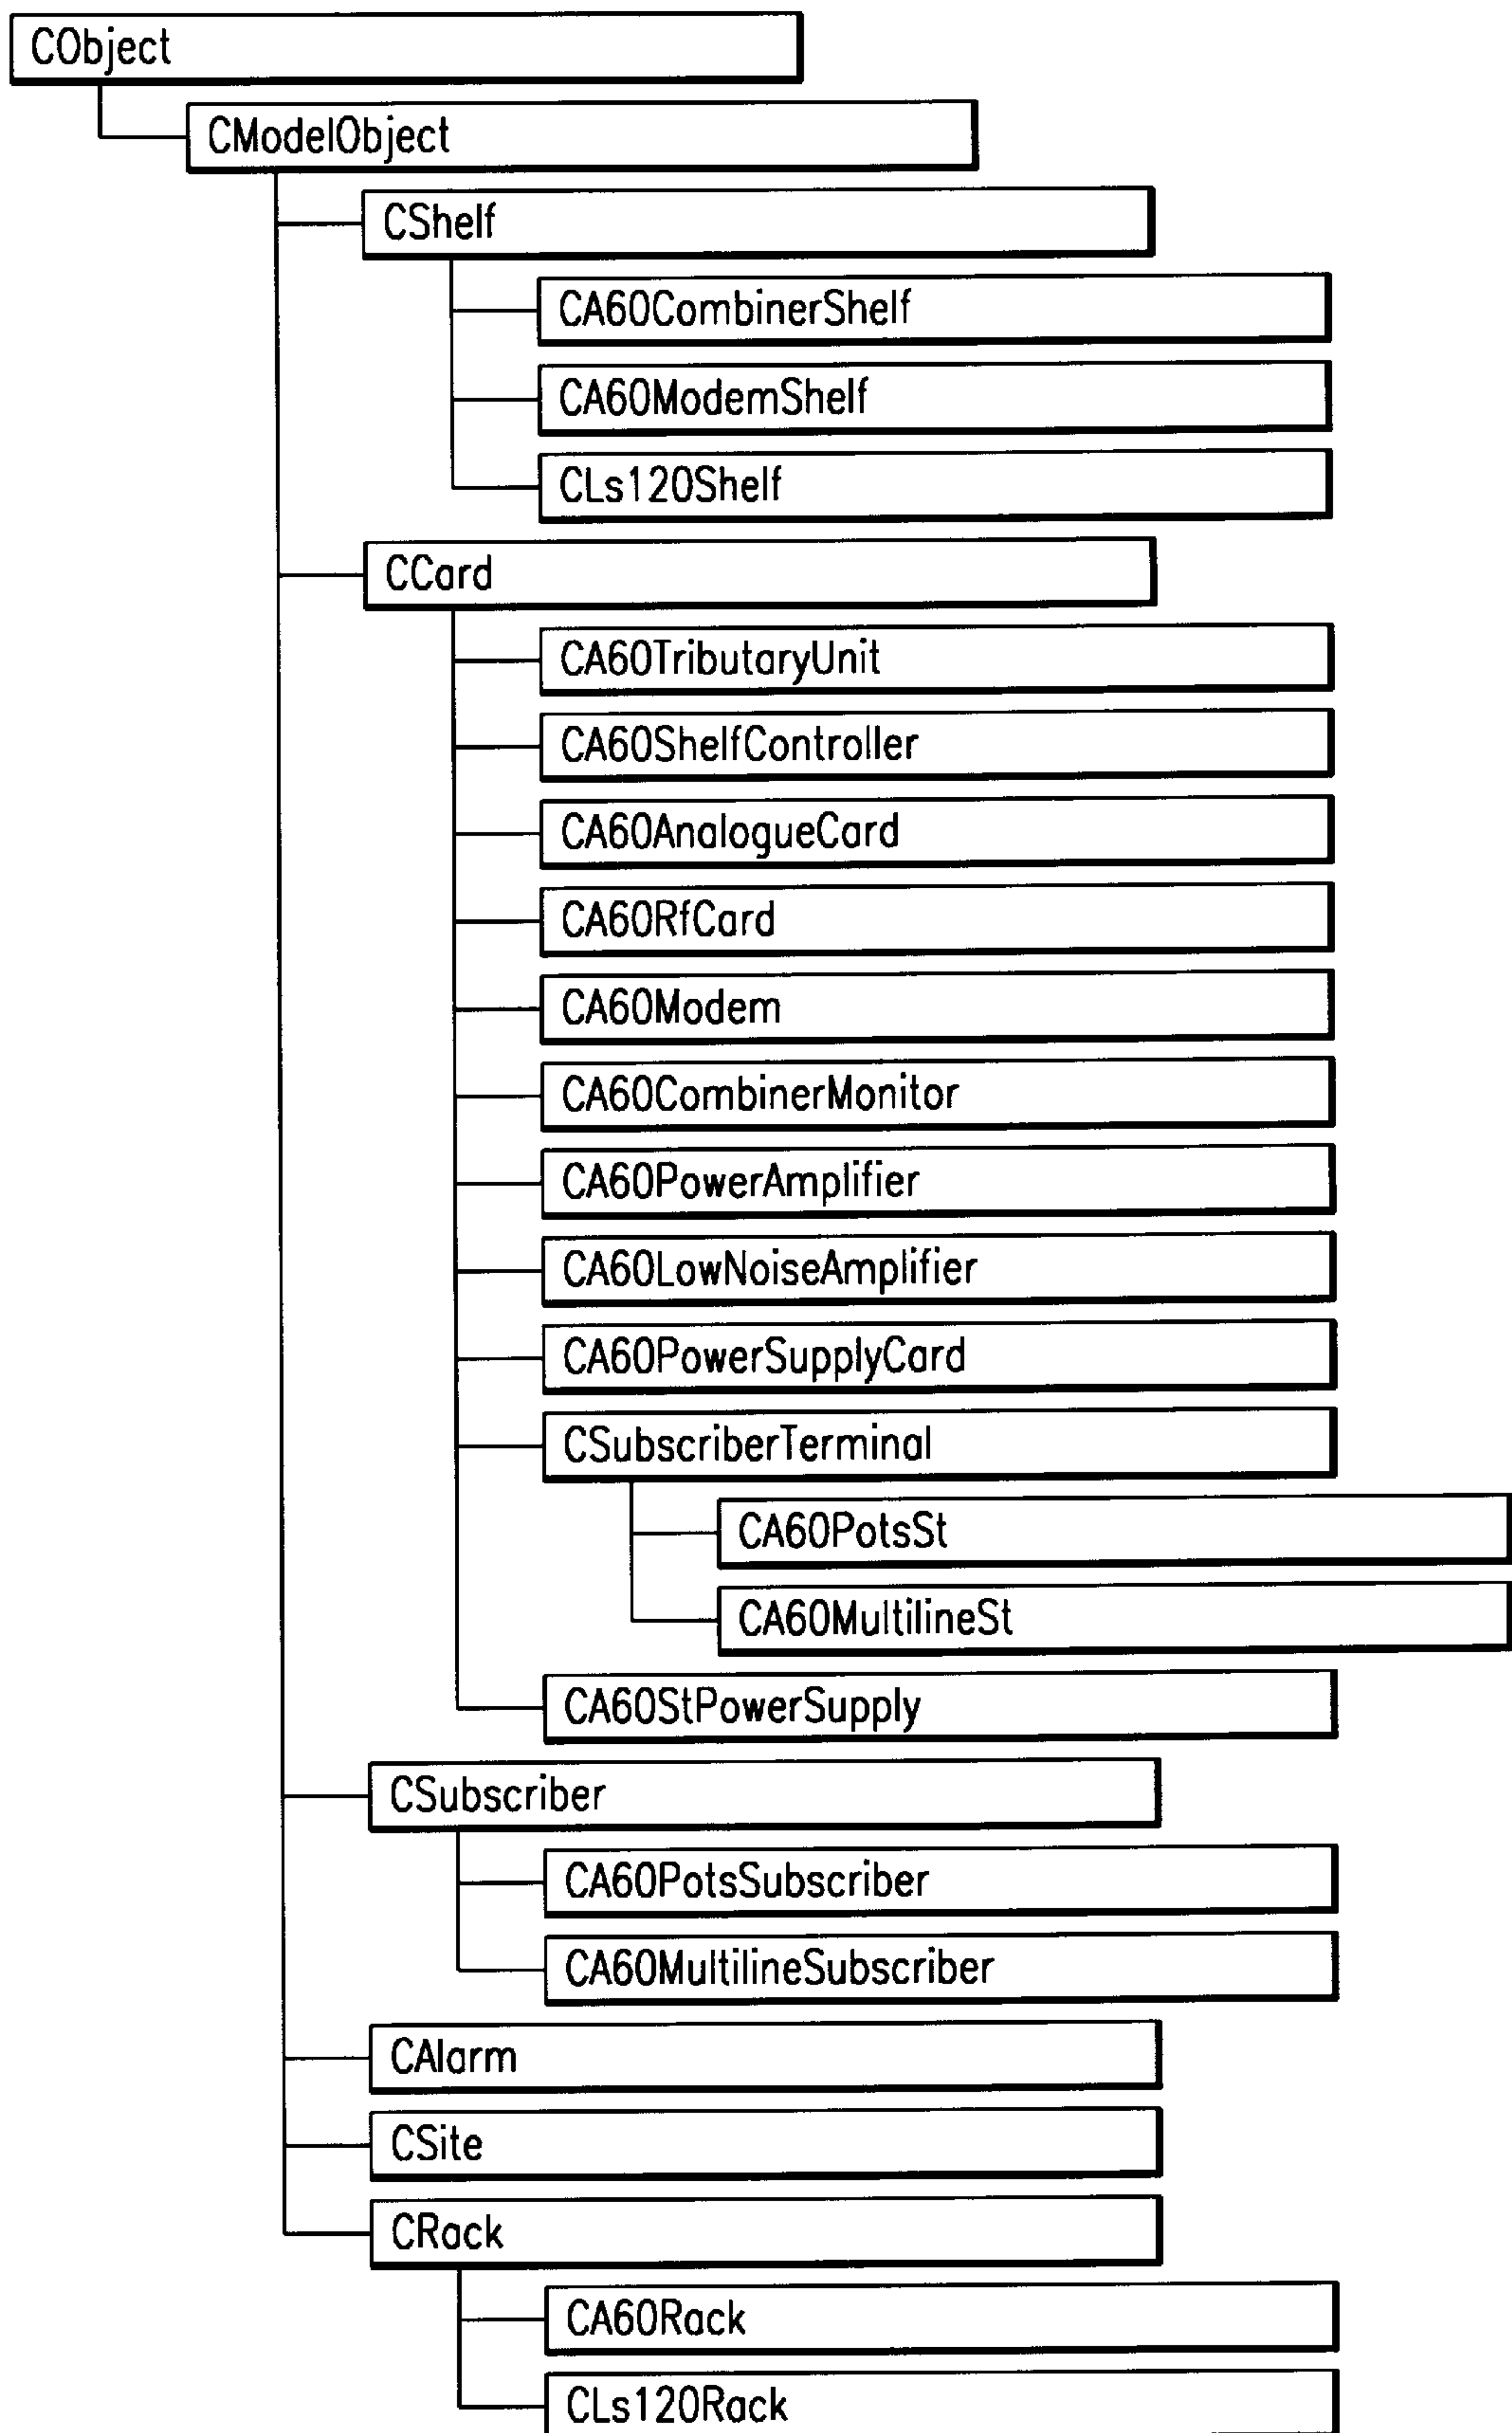 CObject
CModelObject
CShelf
CA60CombinerShelf
CA60ModemShelf
CLs120Shelf
CCard
CA60TributaryUnit
CA60ShelfController
CA60AnalogueCard
CA60RfCard
CA60Modem
CA60CombinerMonitor
CA60PowerAmplifier
CA60LowNoiseAmplifier
CA60PowerSupplyCard
CSubscriberTerminal
CA60PotsSt
CA60MultilineSt
CA60StPowerSupply
CSubscriber
CA60PotsSubscriber
CA60MultilineSubscriber
CAlarm
CSite
CRack
CA60Rack
CLs120Rack